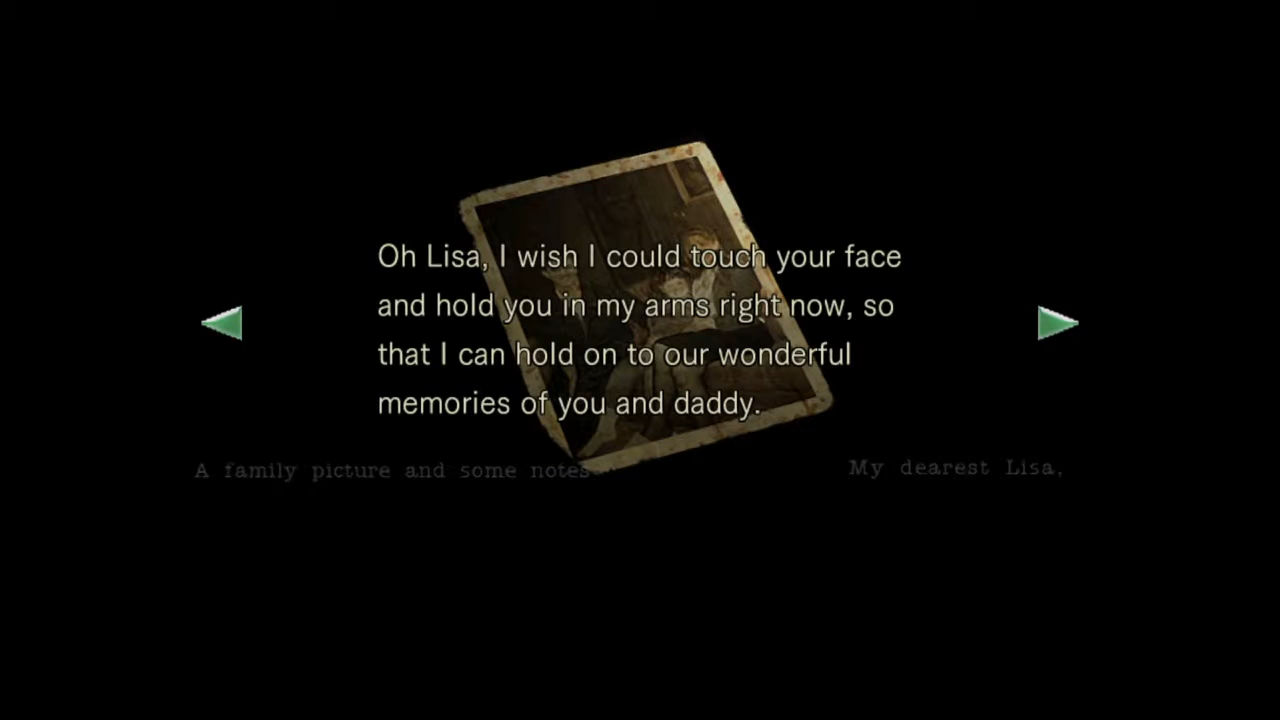 Oh Lisa, I wish I could touch your face
and hold you in my arms right now, so
that I can hold on to our wonderful
memories of you and daddy.
A family picture and some notes
My dearest Lisa,